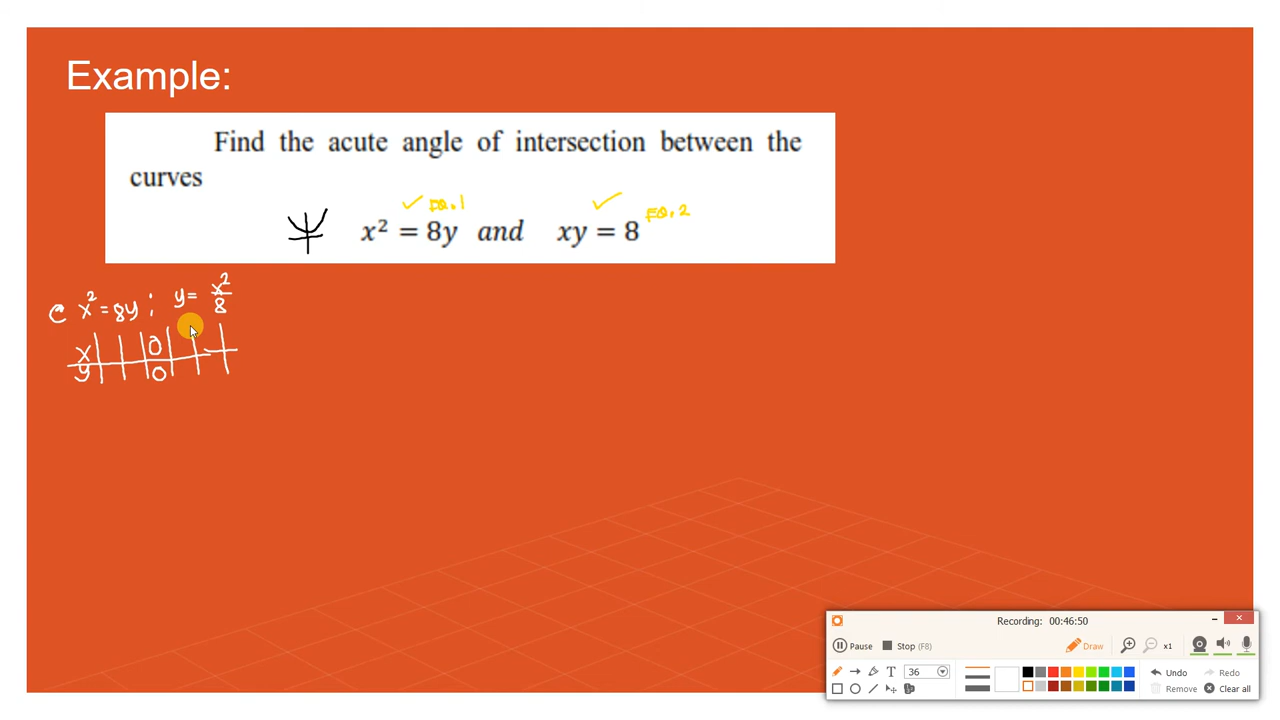 Example:
Find the acute angle of intersection between the
curves
EQ.1
EQ.2
x² = 8y and xy = 8
@ x² = 8y ; y = x²/8
x 0
y 0
Recording: 00:46:50
Pause Stop (F8) Draw x1
T 36 Undo Redo
Remove Clear all